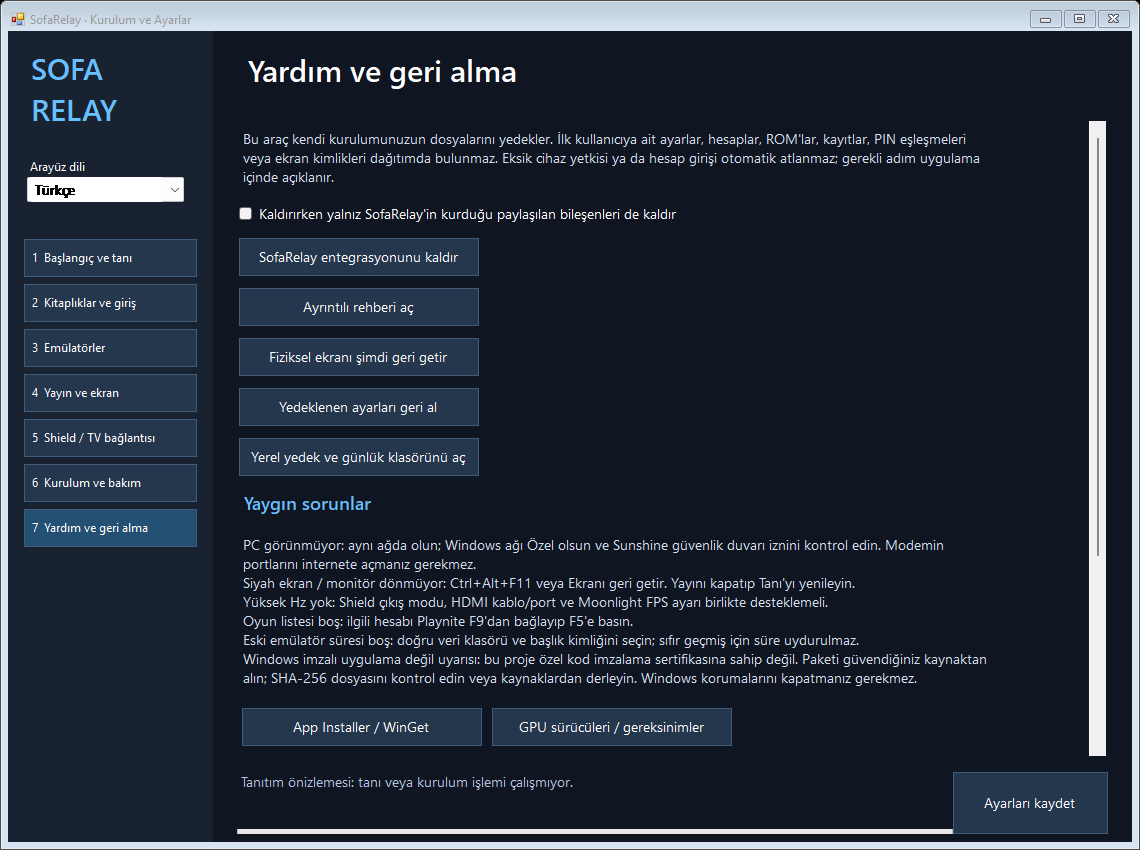 SofaRelay - Kurulum ve Ayarlar
SOFA
RELAY
Arayüz dili
Türkçe
1 Başlangıç ve tanı
2 Kitaplıklar ve giriş
3 Emülatörler
4 Yayın ve ekran
5 Shield / TV bağlantısı
6 Kurulum ve bakım
7 Yardım ve geri alma
Yardım ve geri alma
Bu araç kendi kurulumunuzun dosyalarını yedekler. İlk kullanıcıya ait ayarlar, hesaplar, ROM'lar, kayıtlar, PIN eşleşmeleri
veya ekran kimlikleri dağıtımda bulunmaz. Eksik cihaz yetkisi ya da hesap girişi otomatik atlanmaz; gerekli adım uygulama
içinde açıklanır.
Kaldırırken yalnız SofaRelay'in kurduğu paylaşılan bileşenleri de kaldır
SofaRelay entegrasyonunu kaldır
Ayrıntılı rehberi aç
Fiziksel ekranı şimdi geri getir
Yedeklenen ayarları geri al
Yerel yedek ve günlük klasörünü aç
Yaygın sorunlar
PC görünmüyor: aynı ağda olun; Windows ağı Özel olsun ve Sunshine güvenlik duvarı iznini kontrol edin. Modemin
portlarını internete açmanız gerekmez.
Siyah ekran / monitör dönmüyor: Ctrl+Alt+F11 veya Ekranı geri getir. Yayını kapatıp Tanı'yı yenileyin.
Yüksek Hz yok: Shield çıkış modu, HDMI kablo/port ve Moonlight FPS ayarı birlikte desteklemeli.
Oyun listesi boş: ilgili hesabı Playnite F9'dan bağlayıp F5'e basın.
Eski emülatör süresi boş: doğru veri klasörü ve başlık kimliğini seçin; sıfır geçmiş için süre uydurulmaz.
Windows imzalı uygulama değil uyarısı: bu proje özel kod imzalama sertifikasına sahip değil. Paketi güvendiğiniz kaynaktan
alın; SHA-256 dosyasını kontrol edin veya kaynaklardan derleyin. Windows korumalarını kapatmanız gerekmez.
App Installer / WinGet
GPU sürücüleri / gereksinimler
Tanıtım önizlemesi: tanı veya kurulum işlemi çalışmıyor.
Ayarları kaydet